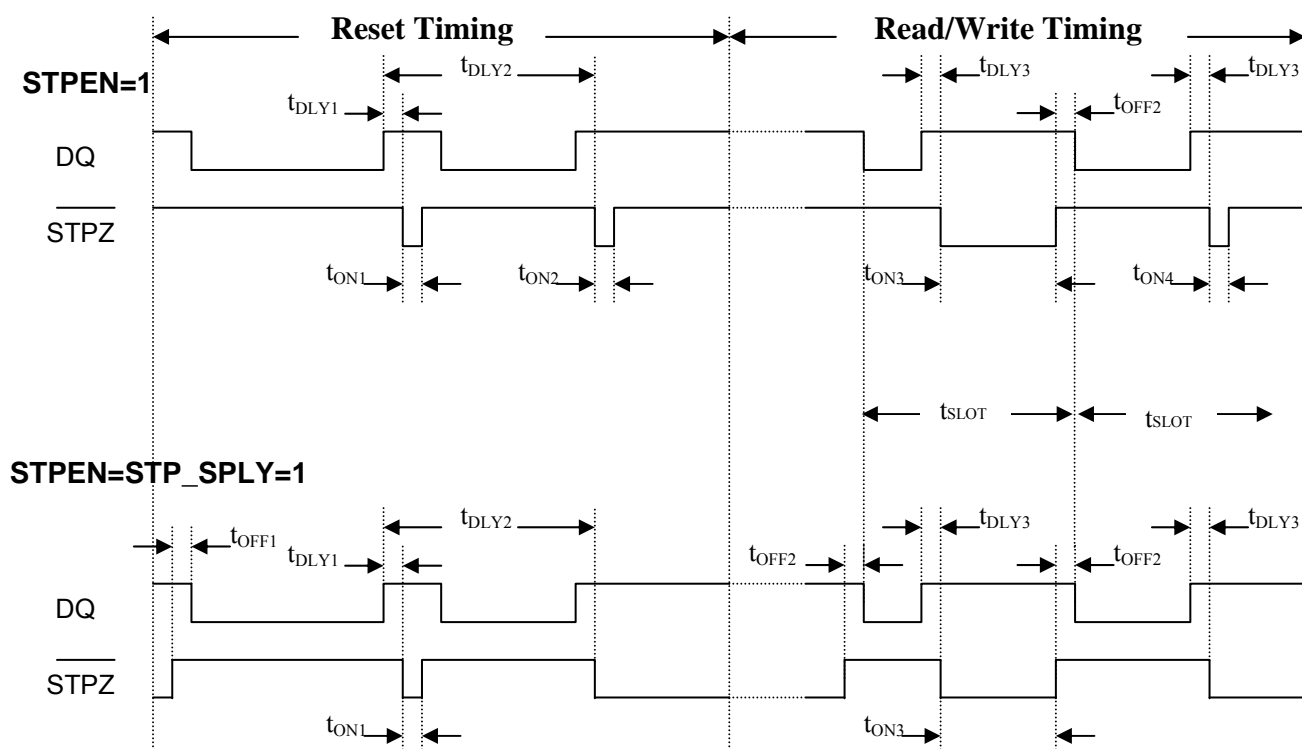 Reset Timing Read/Write Timing
STPEN=1
tDLY2 tDLY3 tDLY3
tDLY1 tOFF2
DQ
STPZ
tON1 tON2 tON3 tON4
tSLOT tSLOT
STPEN=STP_SPLY=1
tOFF1 tDLY2 tDLY3 tDLY3
tDLY1 tOFF2 tOFF2
DQ
STPZ
tON1 tON3